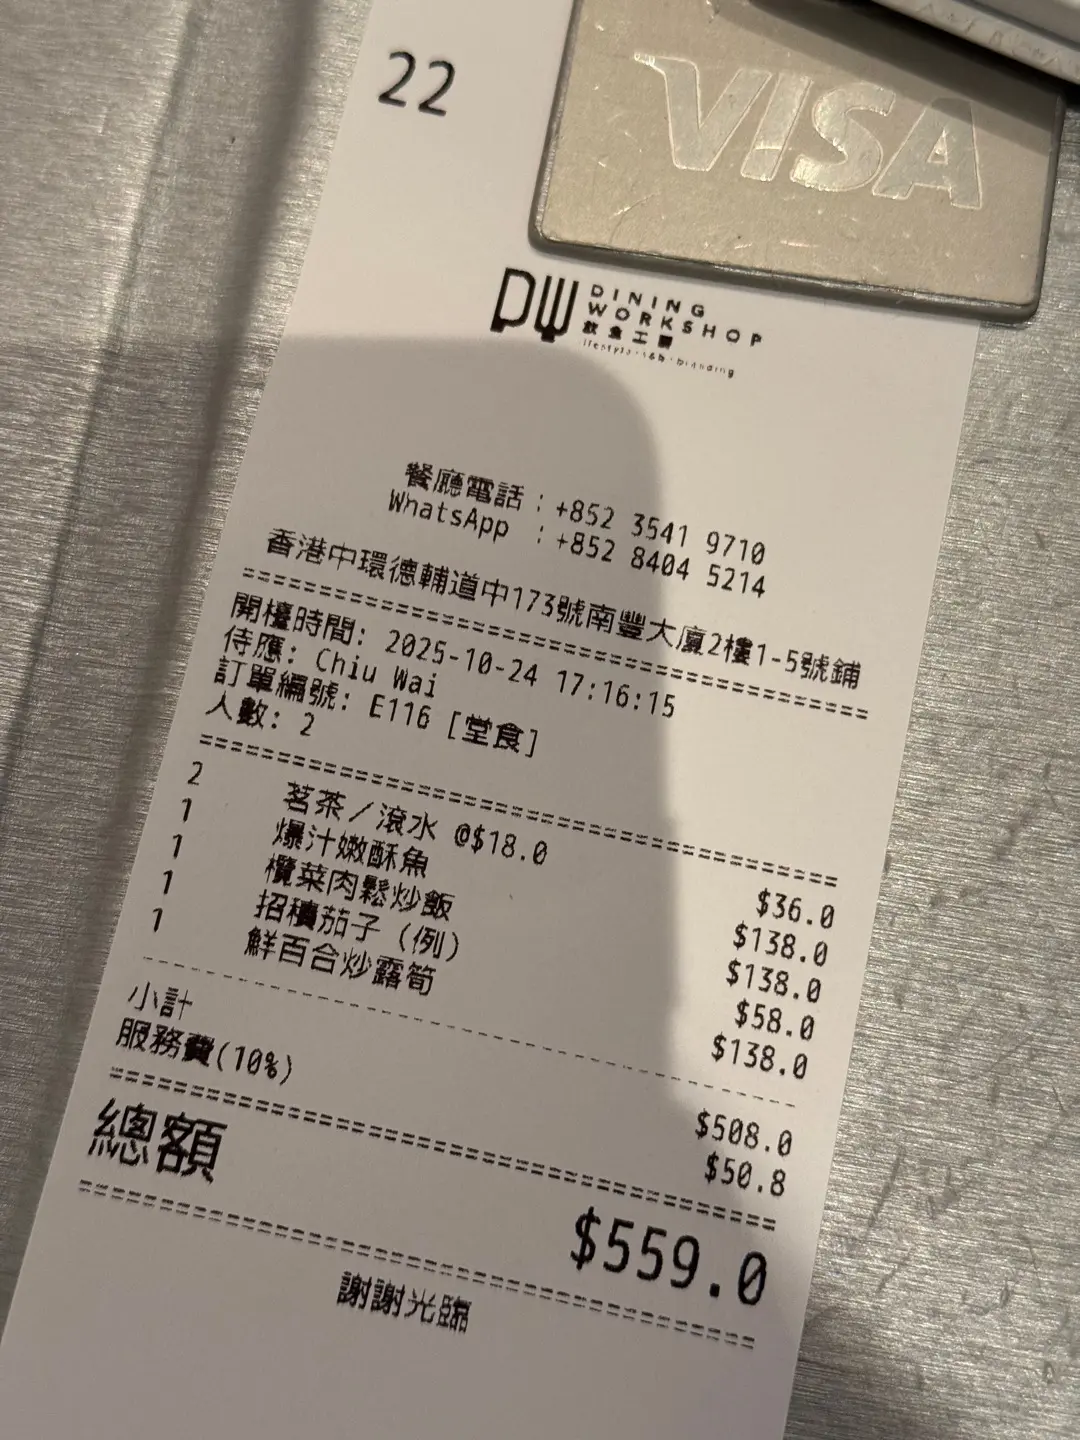 22
VISA
DW
DINING
WORKSHOP
飲食工房
lifestyle · f&b · branding
餐廳電話 : +852 3541 9710
WhatsApp : +852 8404 5214
香港中環德輔道中173號南豐大廈2樓1-5號鋪
開檯時間: 2025-10-24 17:16:15
侍應: Chiu Wai
訂單編號: E116 [堂食]
人數: 2
2 茗茶／滾水 @$18.0 $36.0
1 爆汁嫩酥魚 $138.0
1 欖菜肉鬆炒飯 $138.0
1 招積茄子 (例) $58.0
1 鮮百合炒露筍 $138.0
小計 $508.0
服務費(10%) $50.8
總額 $559.0
謝謝光臨